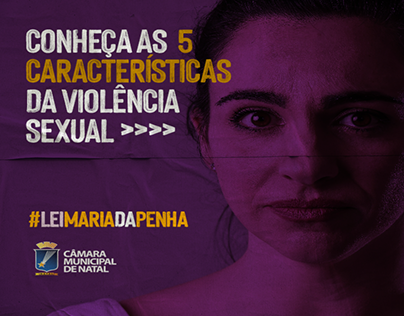 CONHEÇA AS 5
CARACTERÍSTICAS
DA VIOLÊNCIA
SEXUAL >>>>
#LEIMARIADAPENHA
CÂMARA
MUNICIPAL
DE NATAL